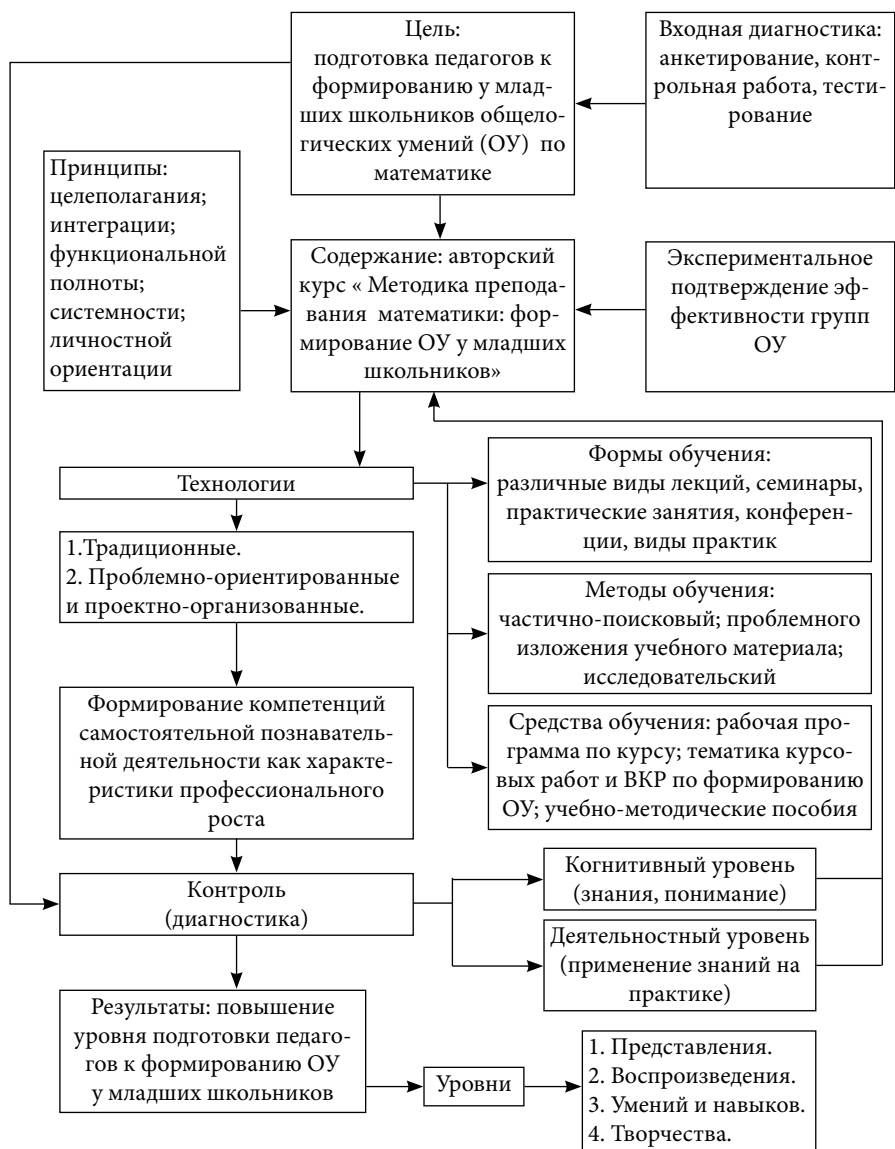 Цель:
подготовка педагогов к
формированию у млад-
ших школьников общело-
гических умений (ОУ) по
математике
Входная диагностика:
анкетирование, конт-
рольная работа, тести-
рование
Принципы:
целеполагания;
интеграции;
функциональной
полноты;
системности;
личностной
ориентации
Содержание: авторский
курс « Методика препода-
вания математики: фор-
мирование ОУ у младших
школьников»
Экспериментальное
подтверждение эф-
фективности групп
ОУ
Технологии
Формы обучения:
различные виды лекций, семинары,
практические занятия, конферен-
ции, виды практик
1.Традиционные.
2. Проблемно-ориентированные
и проектно-организованные.
Методы обучения:
частично-поисковый; проблемного
изложения учебного материала;
исследовательский
Формирование компетенций
самостоятельной познаватель-
ной деятельности как характе-
ристики профессионального
роста
Средства обучения: рабочая про-
грамма по курсу; тематика курсо-
вых работ и ВКР по формированию
ОУ; учебно-методические пособия
Контроль
(диагностика)
Когнитивный уровень
(знания, понимание)
Деятельностный уровень
(применение знаний на
практике)
Результаты: повышение
уровня подготовки педаго-
гов к формированию ОУ
у младших школьников
Уровни
1. Представления.
2. Воспроизведения.
3. Умений и навыков.
4. Творчества.